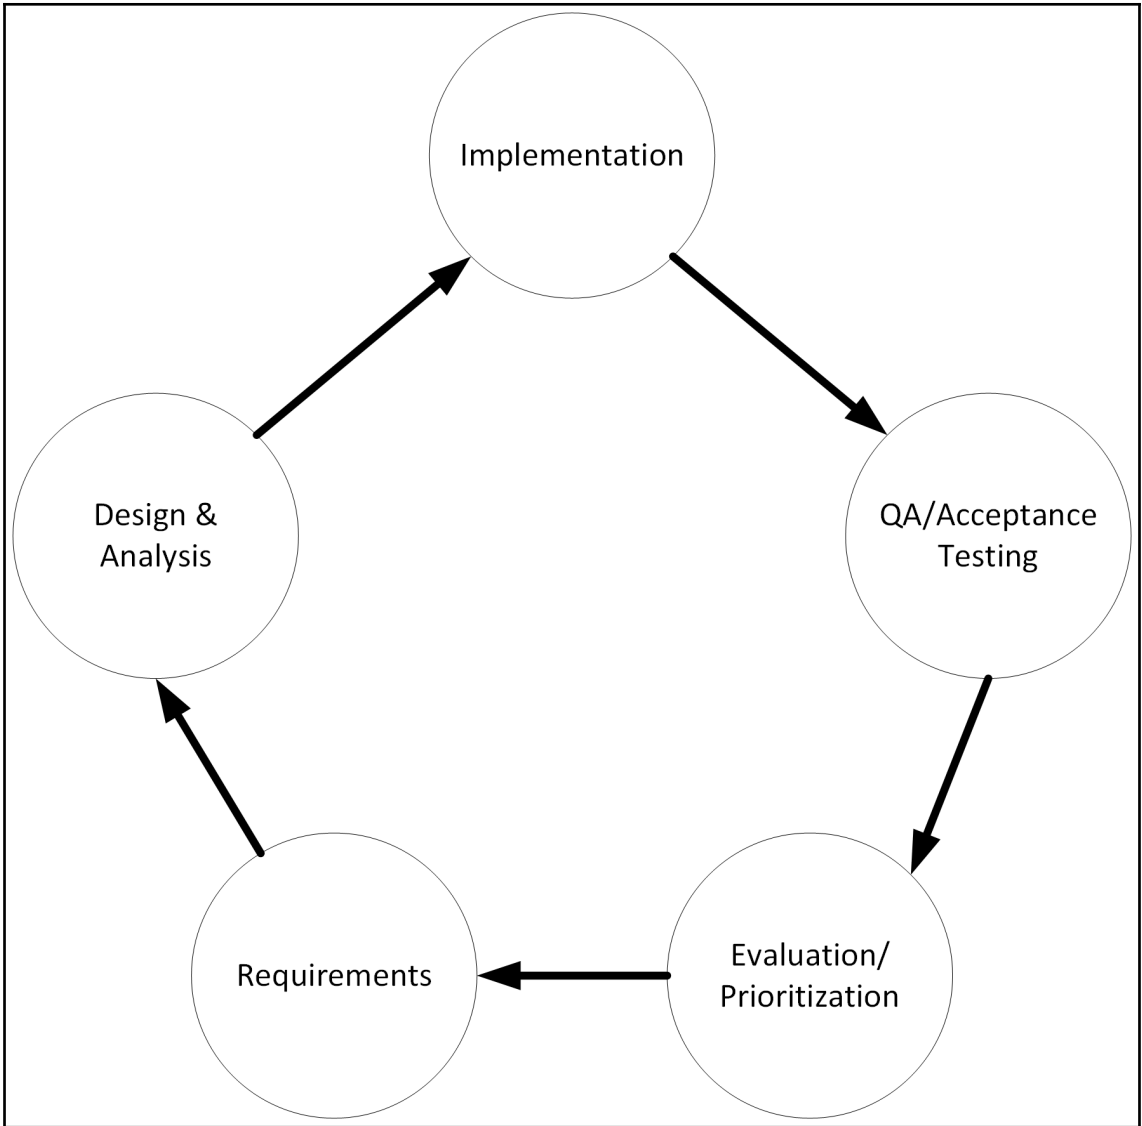 Implementation
Design &
Analysis
QA/Acceptance
Testing
Requirements
Evaluation/
Prioritization